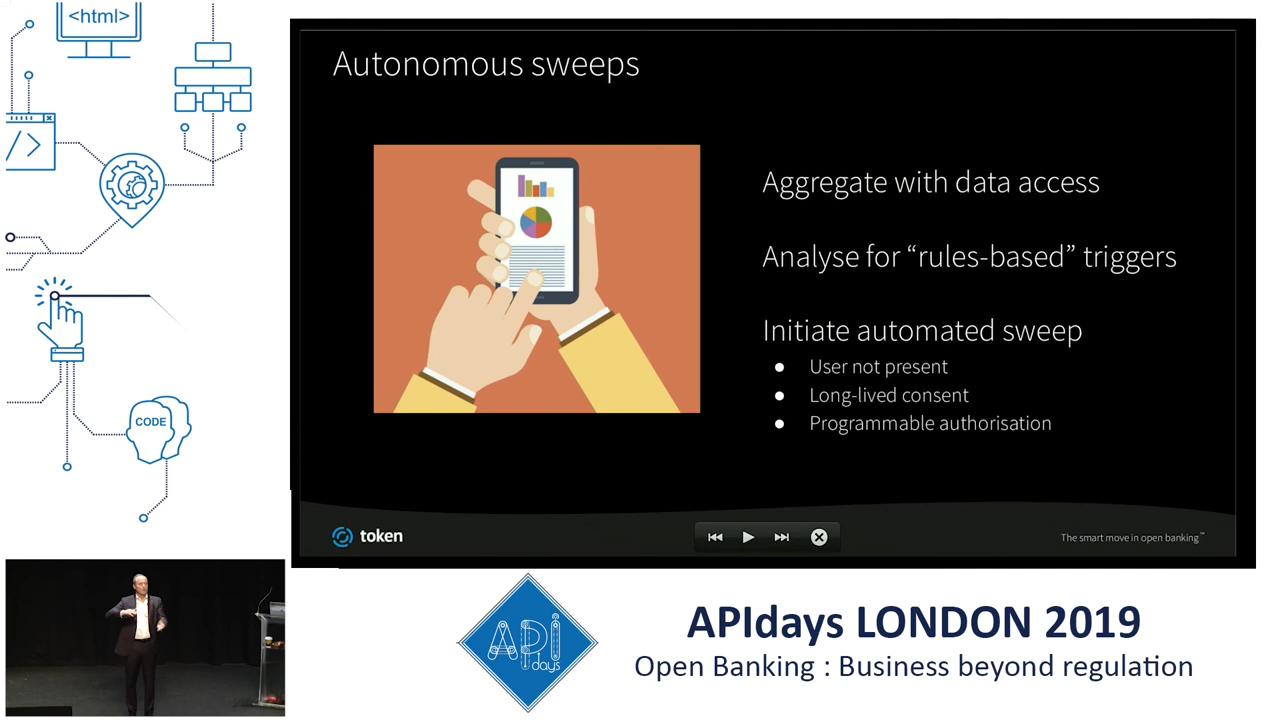 <html>
Autonomous sweeps
Aggregate with data access
Analyse for “rules-based” triggers
Initiate automated sweep
● User not present
● Long-lived consent
● Programmable authorisation
CODE
token
The smart move in open banking™
API
days
APIdays LONDON 2019
Open Banking : Business beyond regulation